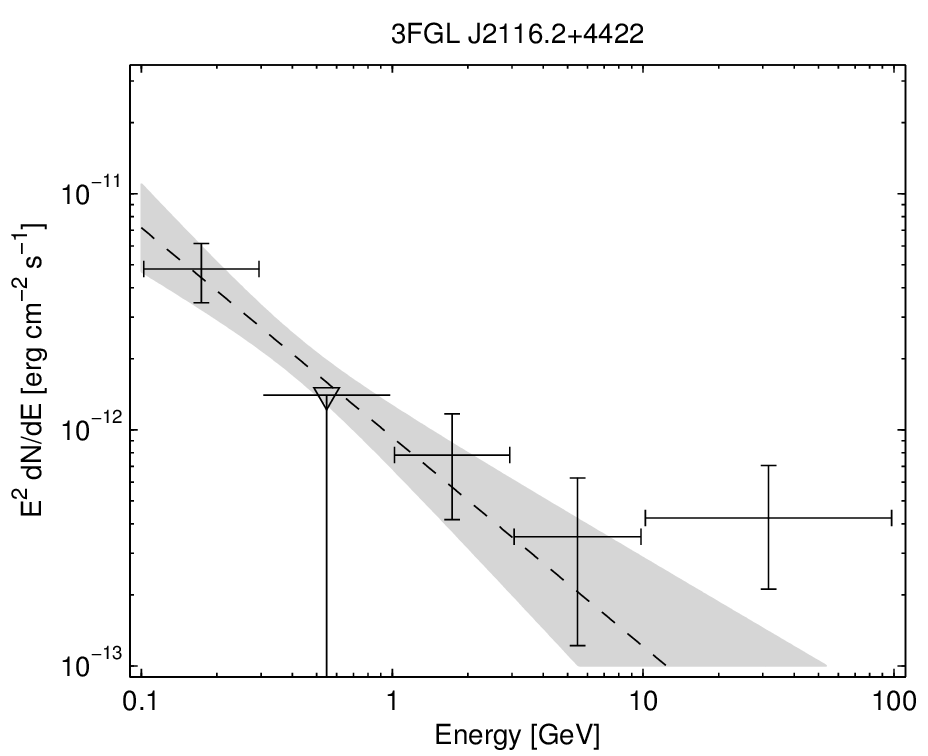 3FGL J2116.2+4422
10⁻¹¹
10⁻¹²
10⁻¹³
E² dN/dE [erg cm⁻² s⁻¹]
0.1 1 10 100
Energy [GeV]